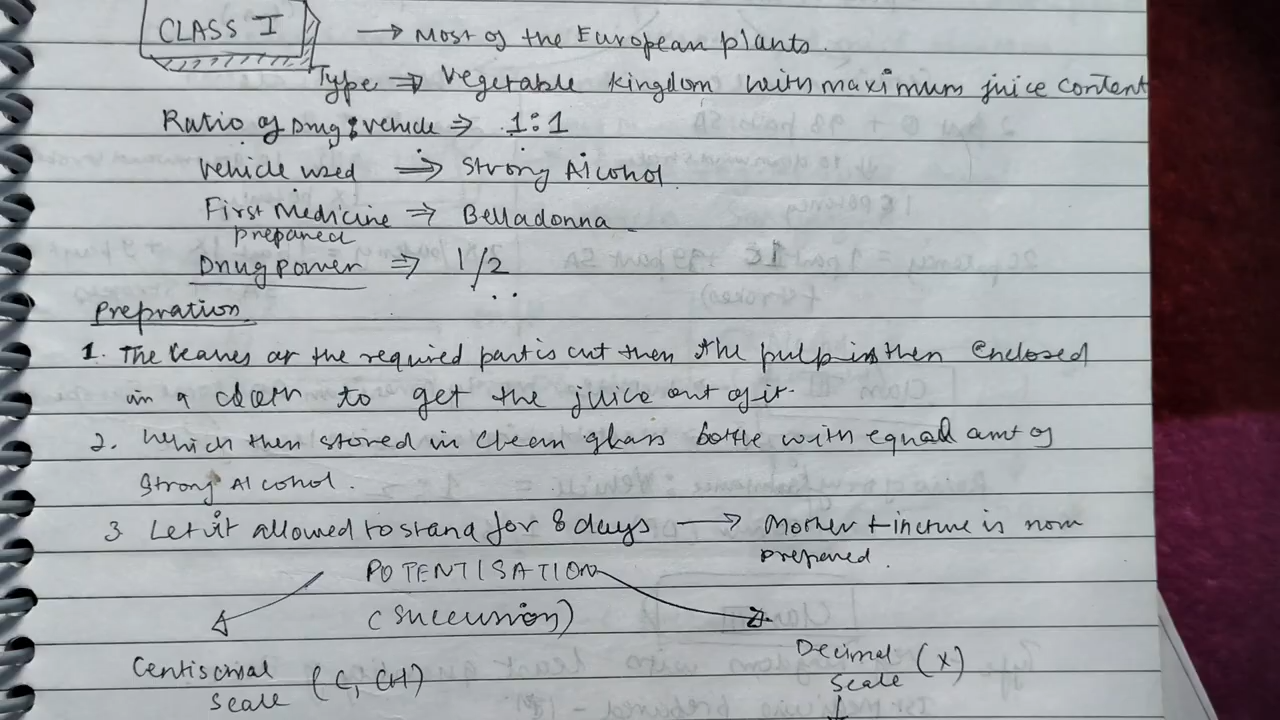 CLASS I → Most of the European plants.
Type ⇒ Vegetable kingdom with maximum juice content
Ratio of Drug : vehicle ⇒ 1:1
Vehicle used ⇒ Strong Alcohol.
First Medicine ⇒ Belladonna
prepared
Drug power ⇒ 1/2
Prepration
1. The leaves or the required part is cut then the pulp is then enclosed
in a cloth to get the juice out of it.
2. Which then stored in clean glass bottle with equal amt of
Strong Alcohol.
3 Let it allowed to stand for 8 days → Mother tincture is now
prepared.
POTENTISATION
(succussion)
Centiscimal Scale (C, CH)
Decimal Scale (X)